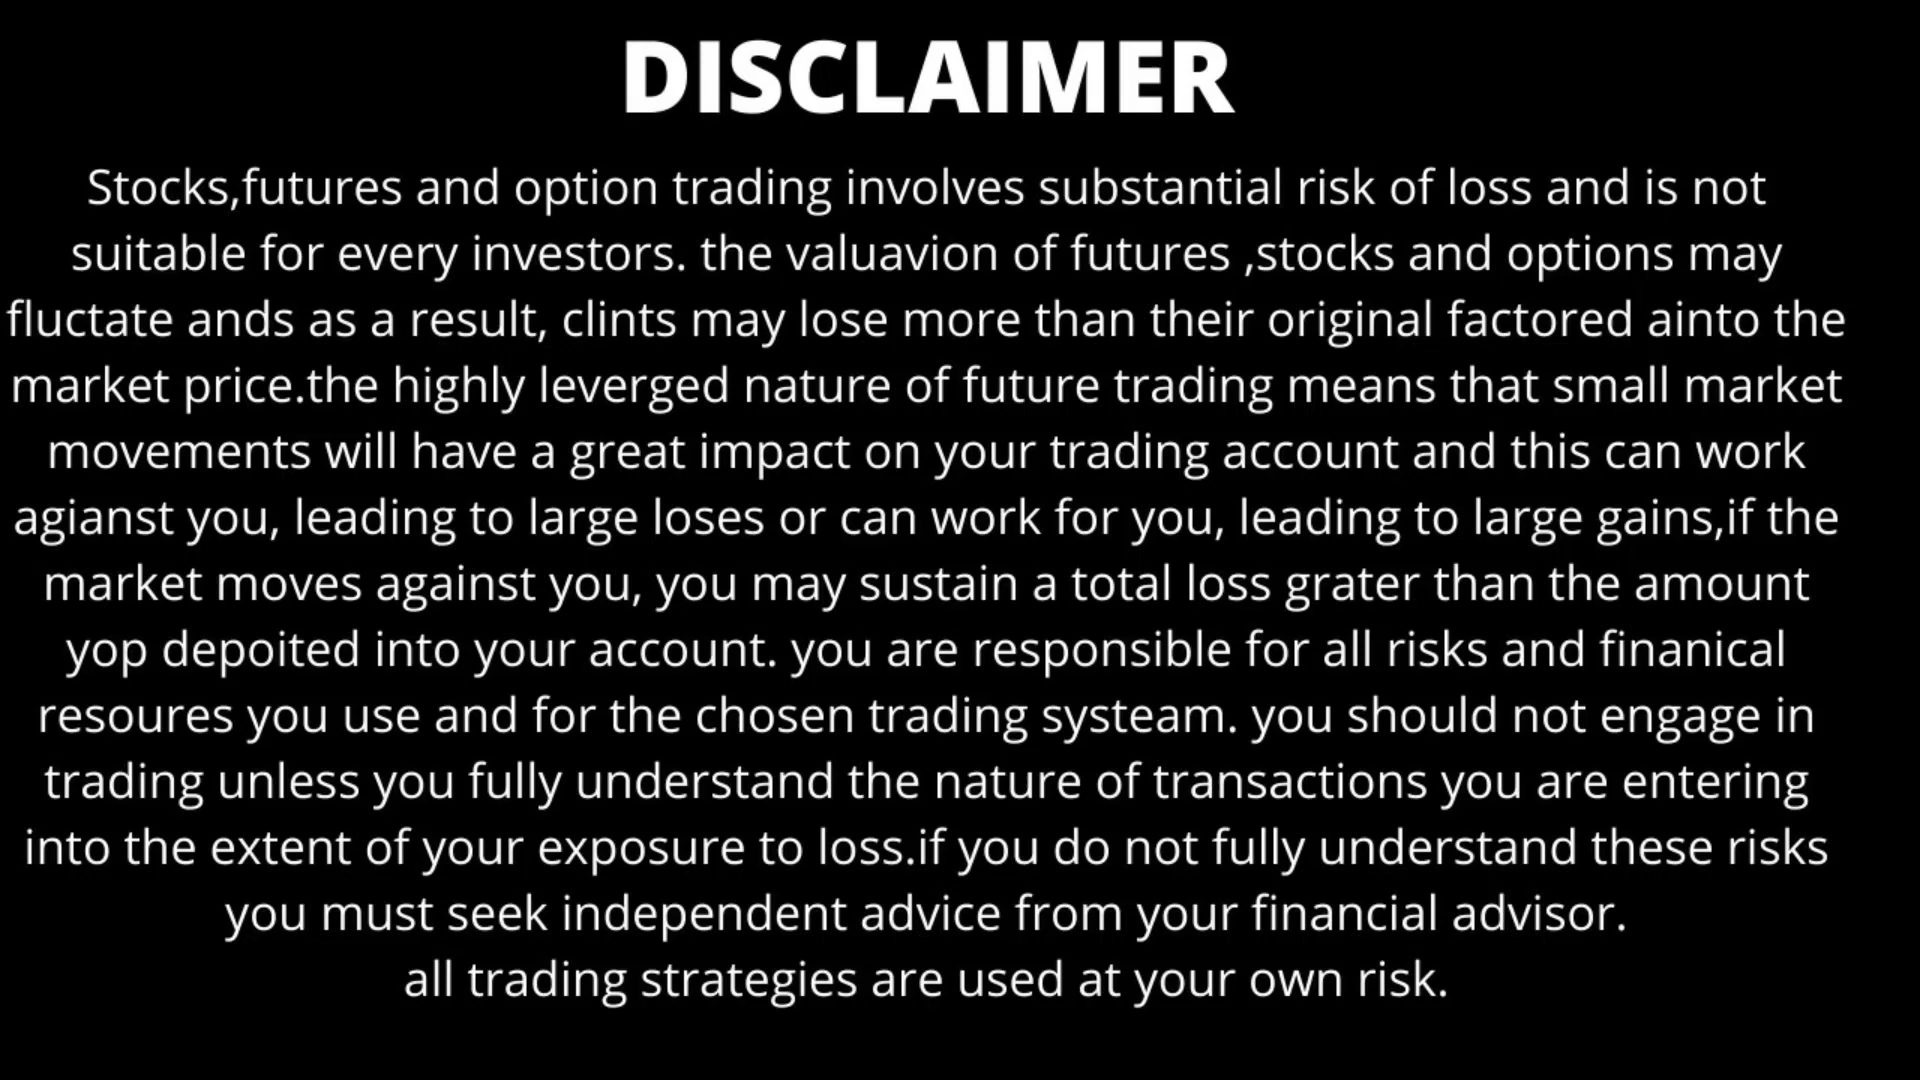 DISCLAIMER
Stocks,futures and option trading involves substantial risk of loss and is not
suitable for every investors. the valuavion of futures ,stocks and options may
fluctate ands as a result, clints may lose more than their original factored ainto the
market price.the highly leverged nature of future trading means that small market
movements will have a great impact on your trading account and this can work
agianst you, leading to large loses or can work for you, leading to large gains,if the
market moves against you, you may sustain a total loss grater than the amount
yop depoited into your account. you are responsible for all risks and finanical
resoures you use and for the chosen trading systeam. you should not engage in
trading unless you fully understand the nature of transactions you are entering
into the extent of your exposure to loss.if you do not fully understand these risks
you must seek independent advice from your financial advisor.
all trading strategies are used at your own risk.